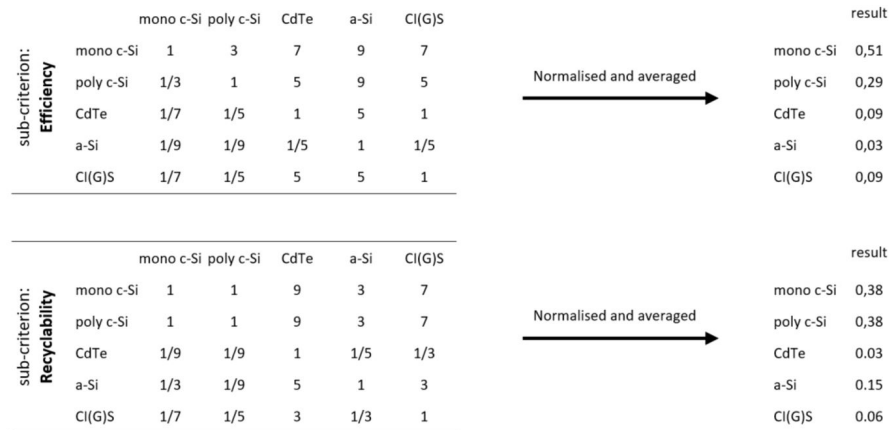 result
mono c-Si poly c-Si CdTe a-Si CI(G)S
mono c-Si 1 3 7 9 7 mono c-Si 0,51
Normalised and averaged
poly c-Si 1/3 1 5 9 5 poly c-Si 0,29
CdTe 1/7 1/5 1 5 1 CdTe 0,09
a-Si 1/9 1/9 1/5 1 1/5 a-Si 0,03
CI(G)S 1/7 1/5 5 5 1 CI(G)S 0,09
sub-criterion:
Efficiency
result
mono c-Si poly c-Si CdTe a-Si CI(G)S
mono c-Si 1 1 9 3 7 mono c-Si 0,38
Normalised and averaged
poly c-Si 1 1 9 3 7 poly c-Si 0,38
CdTe 1/9 1/9 1 1/5 1/3 CdTe 0.03
a-Si 1/3 1/9 5 1 3 a-Si 0.15
CI(G)S 1/7 1/5 3 1/3 1 CI(G)S 0.06
sub-criterion:
Recyclability